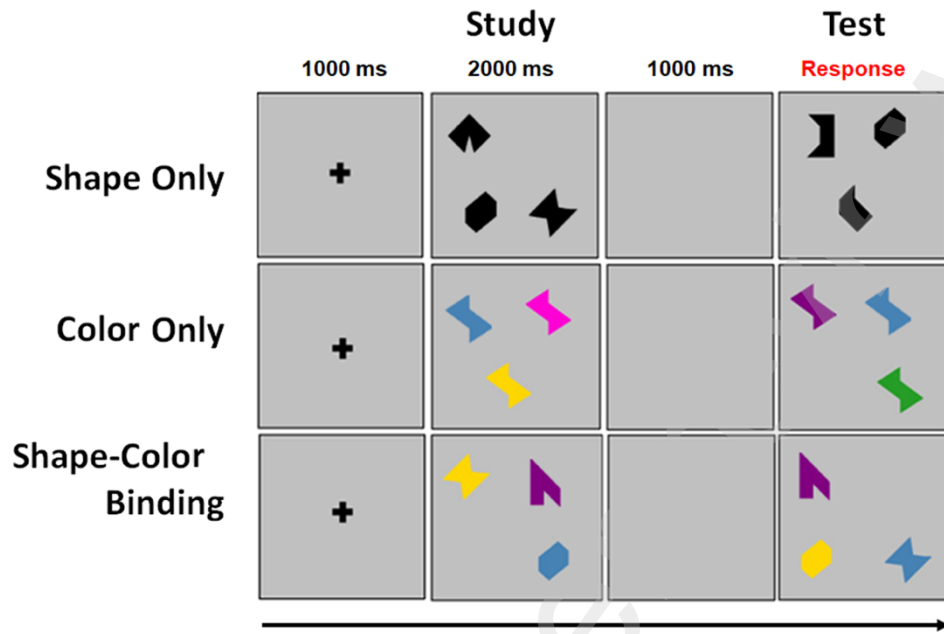 Study
Test
1000 ms
2000 ms
1000 ms
Response
Shape Only
Color Only
Shape-Color
Binding